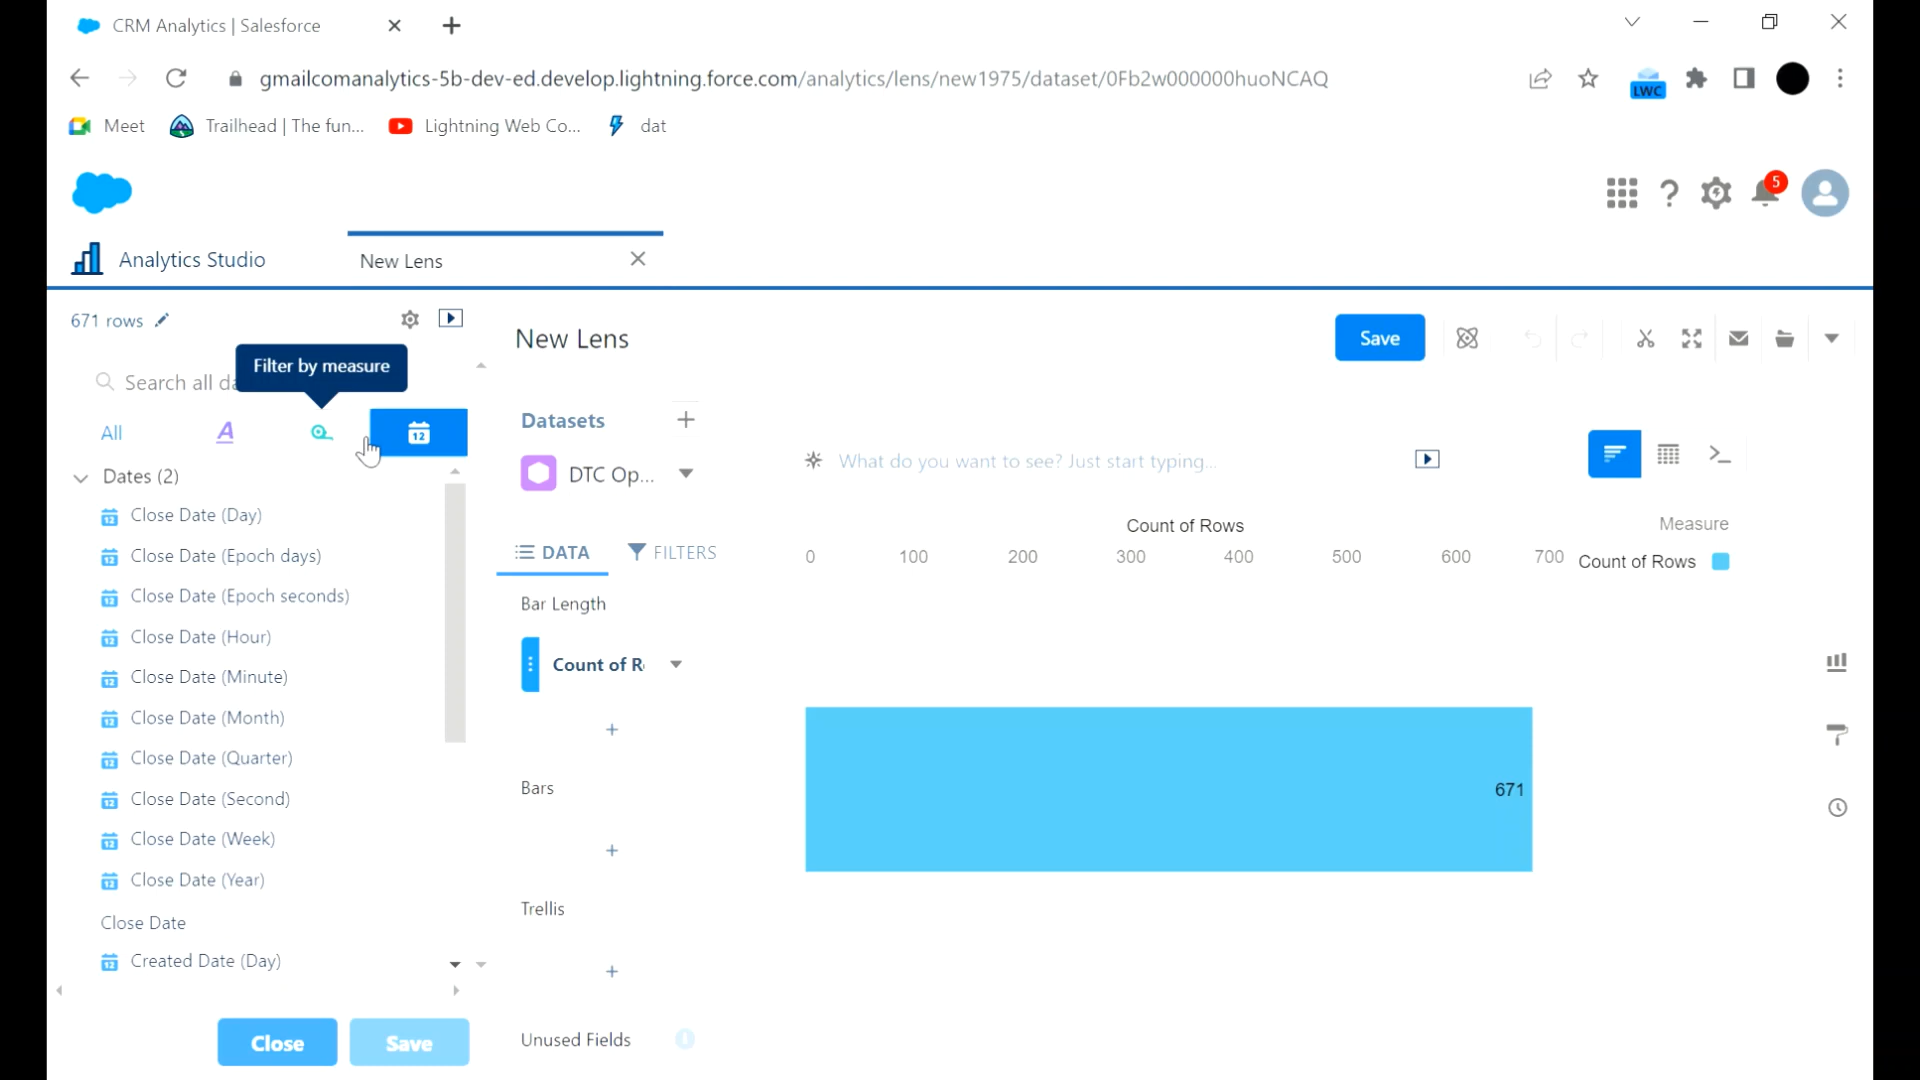 CRM Analytics | Salesforce
gmailcomanalytics-5b-dev-ed.develop.lightning.force.com/analytics/lens/new1975/dataset/0Fb2w000000huoNCAQ
LWC
Meet
Trailhead | The fun...
Lightning Web Co...
dat
5
Analytics Studio
New Lens
671 rows
Filter by measure
Search all da
All
A
12
Dates (2)
Close Date (Day)
Close Date (Epoch days)
Close Date (Epoch seconds)
Close Date (Hour)
Close Date (Minute)
Close Date (Month)
Close Date (Quarter)
Close Date (Second)
Close Date (Week)
Close Date (Year)
Close Date
Created Date (Day)
Close
Save
New Lens
Save
Datasets
DTC Op...
What do you want to see? Just start typing...
DATA
FILTERS
Bar Length
Count of R
Bars
Trellis
Unused Fields
Count of Rows
0 100 200 300 400 500 600 700
671
Measure
Count of Rows